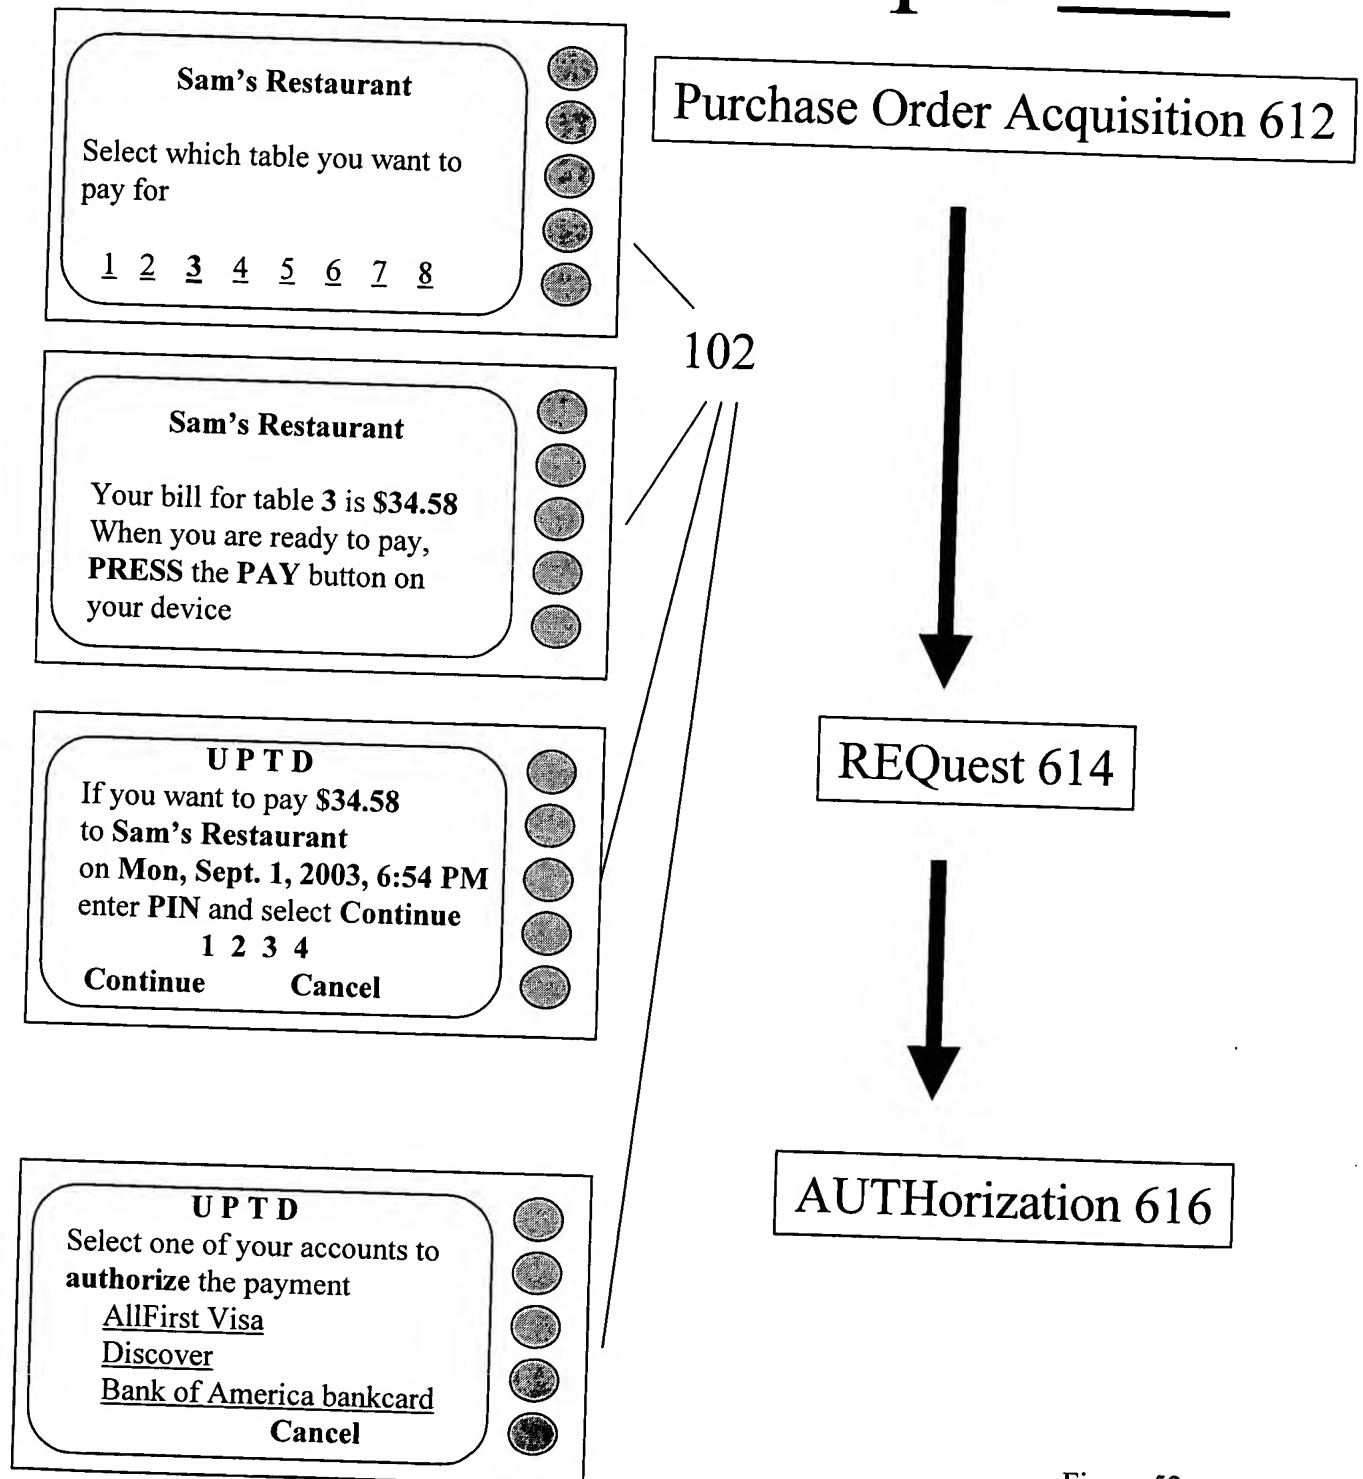 Sam's Restaurant
Select which table you want to
pay for
1 2 3 4 5 6 7 8
Purchase Order Acquisition 612
102
Sam's Restaurant
Your bill for table 3 is $34.58
When you are ready to pay,
PRESS the PAY button on
your device
UPTD
If you want to pay $34.58
to Sam's Restaurant
on Mon, Sept. 1, 2003, 6:54 PM
enter PIN and select Continue
1 2 3 4
Continue Cancel
REQuest 614
UPTD
Select one of your accounts to
authorize the payment
AllFirst Visa
Discover
Bank of America bankcard
Cancel
AUTHorization 616